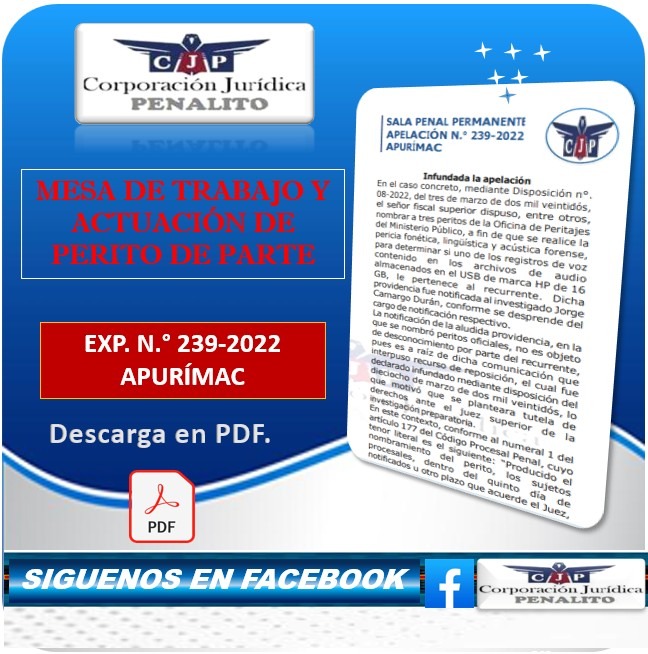 CJP
Corporación Jurídica
PENALITO
MESA DE TRABAJO Y
ACTUACIÓN DE
PERITO DE PARTE
EXP. N.° 239-2022
APURÍMAC
Descarga en PDF.
PDF
SALA PENAL PERMANENTE
APELACIÓN N.° 239-2022
APURÍMAC
CJP
Infundada la apelación
En el caso concreto, mediante Disposición n°.
08-2022, del tres de marzo de dos mil veintidós,
el señor fiscal superior dispuso, entre otros,
nombrar a tres peritos de la Oficina de Peritajes
del Ministerio Público, a fin de que se realice la
pericia fonética, lingüística y acústica forense,
para determinar si uno de los registros de voz
contenido en los archivos de audio
almacenados en el USB de marca HP de 16
GB, le pertenece al recurrente. Dicha
providencia fue notificada al investigado Jorge
Camargo Durán, conforme se desprende del
cargo de notificación respectivo.
La notificación de la aludida providencia, en la
que se nombró peritos oficiales, no es objeto
de desconocimiento por parte del recurrente,
pues es a raíz de dicha comunicación que
interpuso recurso de reposición, el cual fue
declarado infundado mediante disposición del
dieciocho de marzo de dos mil veintidós, lo
que motivó que se planteara tutela de
derechos ante el juez superior de la
investigación preparatoria.
En este contexto, conforme al numeral 1 del
artículo 177 del Código Procesal Penal, cuyo
tenor literal es el siguiente: "Producido el
nombramiento del perito, los sujetos
procesales, dentro del quinto día de
notificados u otro plazo que acuerde el Juez,
SIGUENOS EN FACEBOOK
f
CJP
Corporación Jurídica
PENALITO